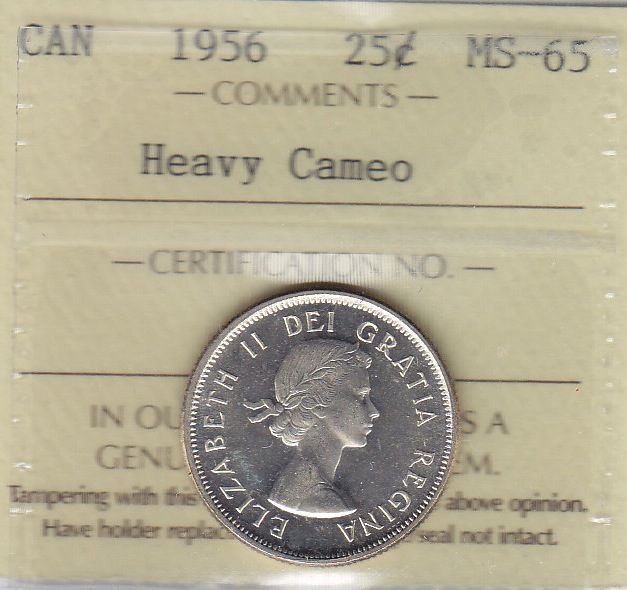 CAN 1956 25¢ MS-65
— COMMENTS —
Heavy Cameo
— CERTIFICATION NO. —
ELIZABETH II DEI GRATIA REGINA
IN OU S A
GENU M.
Tampering with this above opinion.
Have holder replac seal not intact.